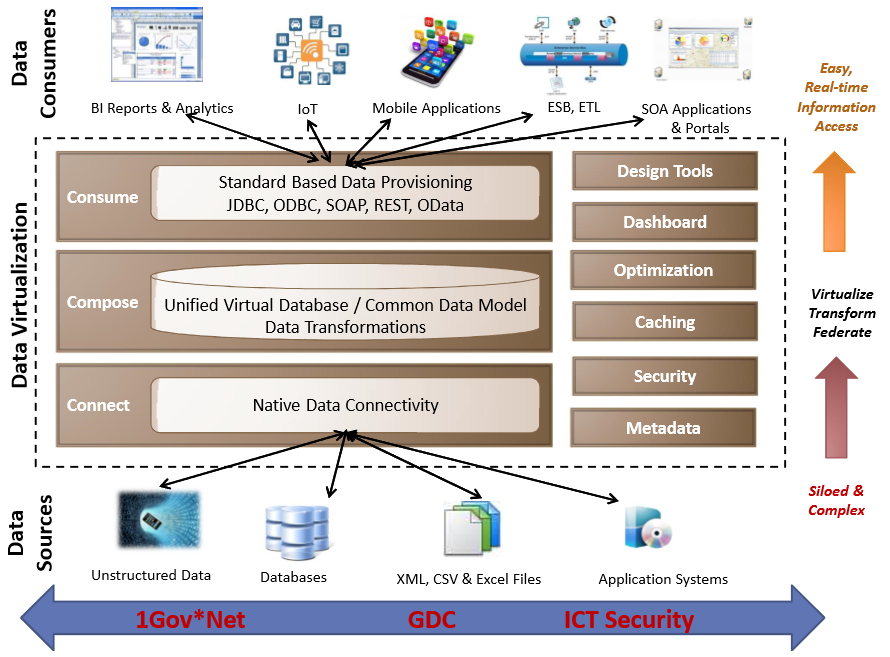 Data
Consumers
BI Reports & Analytics
IoT
Mobile Applications
ESB, ETL
SOA Applications
& Portals
Easy,
Real-time
Information
Access
Data Virtualization
Consume
Standard Based Data Provisioning
JDBC, ODBC, SOAP, REST, OData
Compose
Unified Virtual Database / Common Data Model
Data Transformations
Connect
Native Data Connectivity
Design Tools
Dashboard
Optimization
Caching
Security
Metadata
Virtualize
Transform
Federate
Siloed &
Complex
Data
Sources
Unstructured Data
Databases
XML, CSV & Excel Files
Application Systems
1Gov*Net
GDC
ICT Security